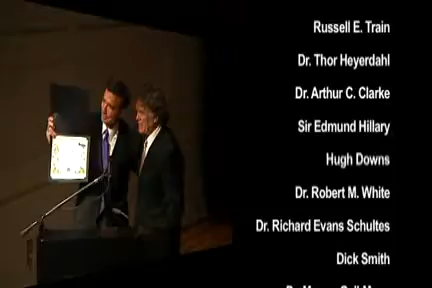 Russell E. Train
Dr. Thor Heyerdahl
Dr. Arthur C. Clarke
Sir Edmund Hillary
Hugh Downs
Dr. Robert M. White
Dr. Richard Evans Schultes
Dick Smith